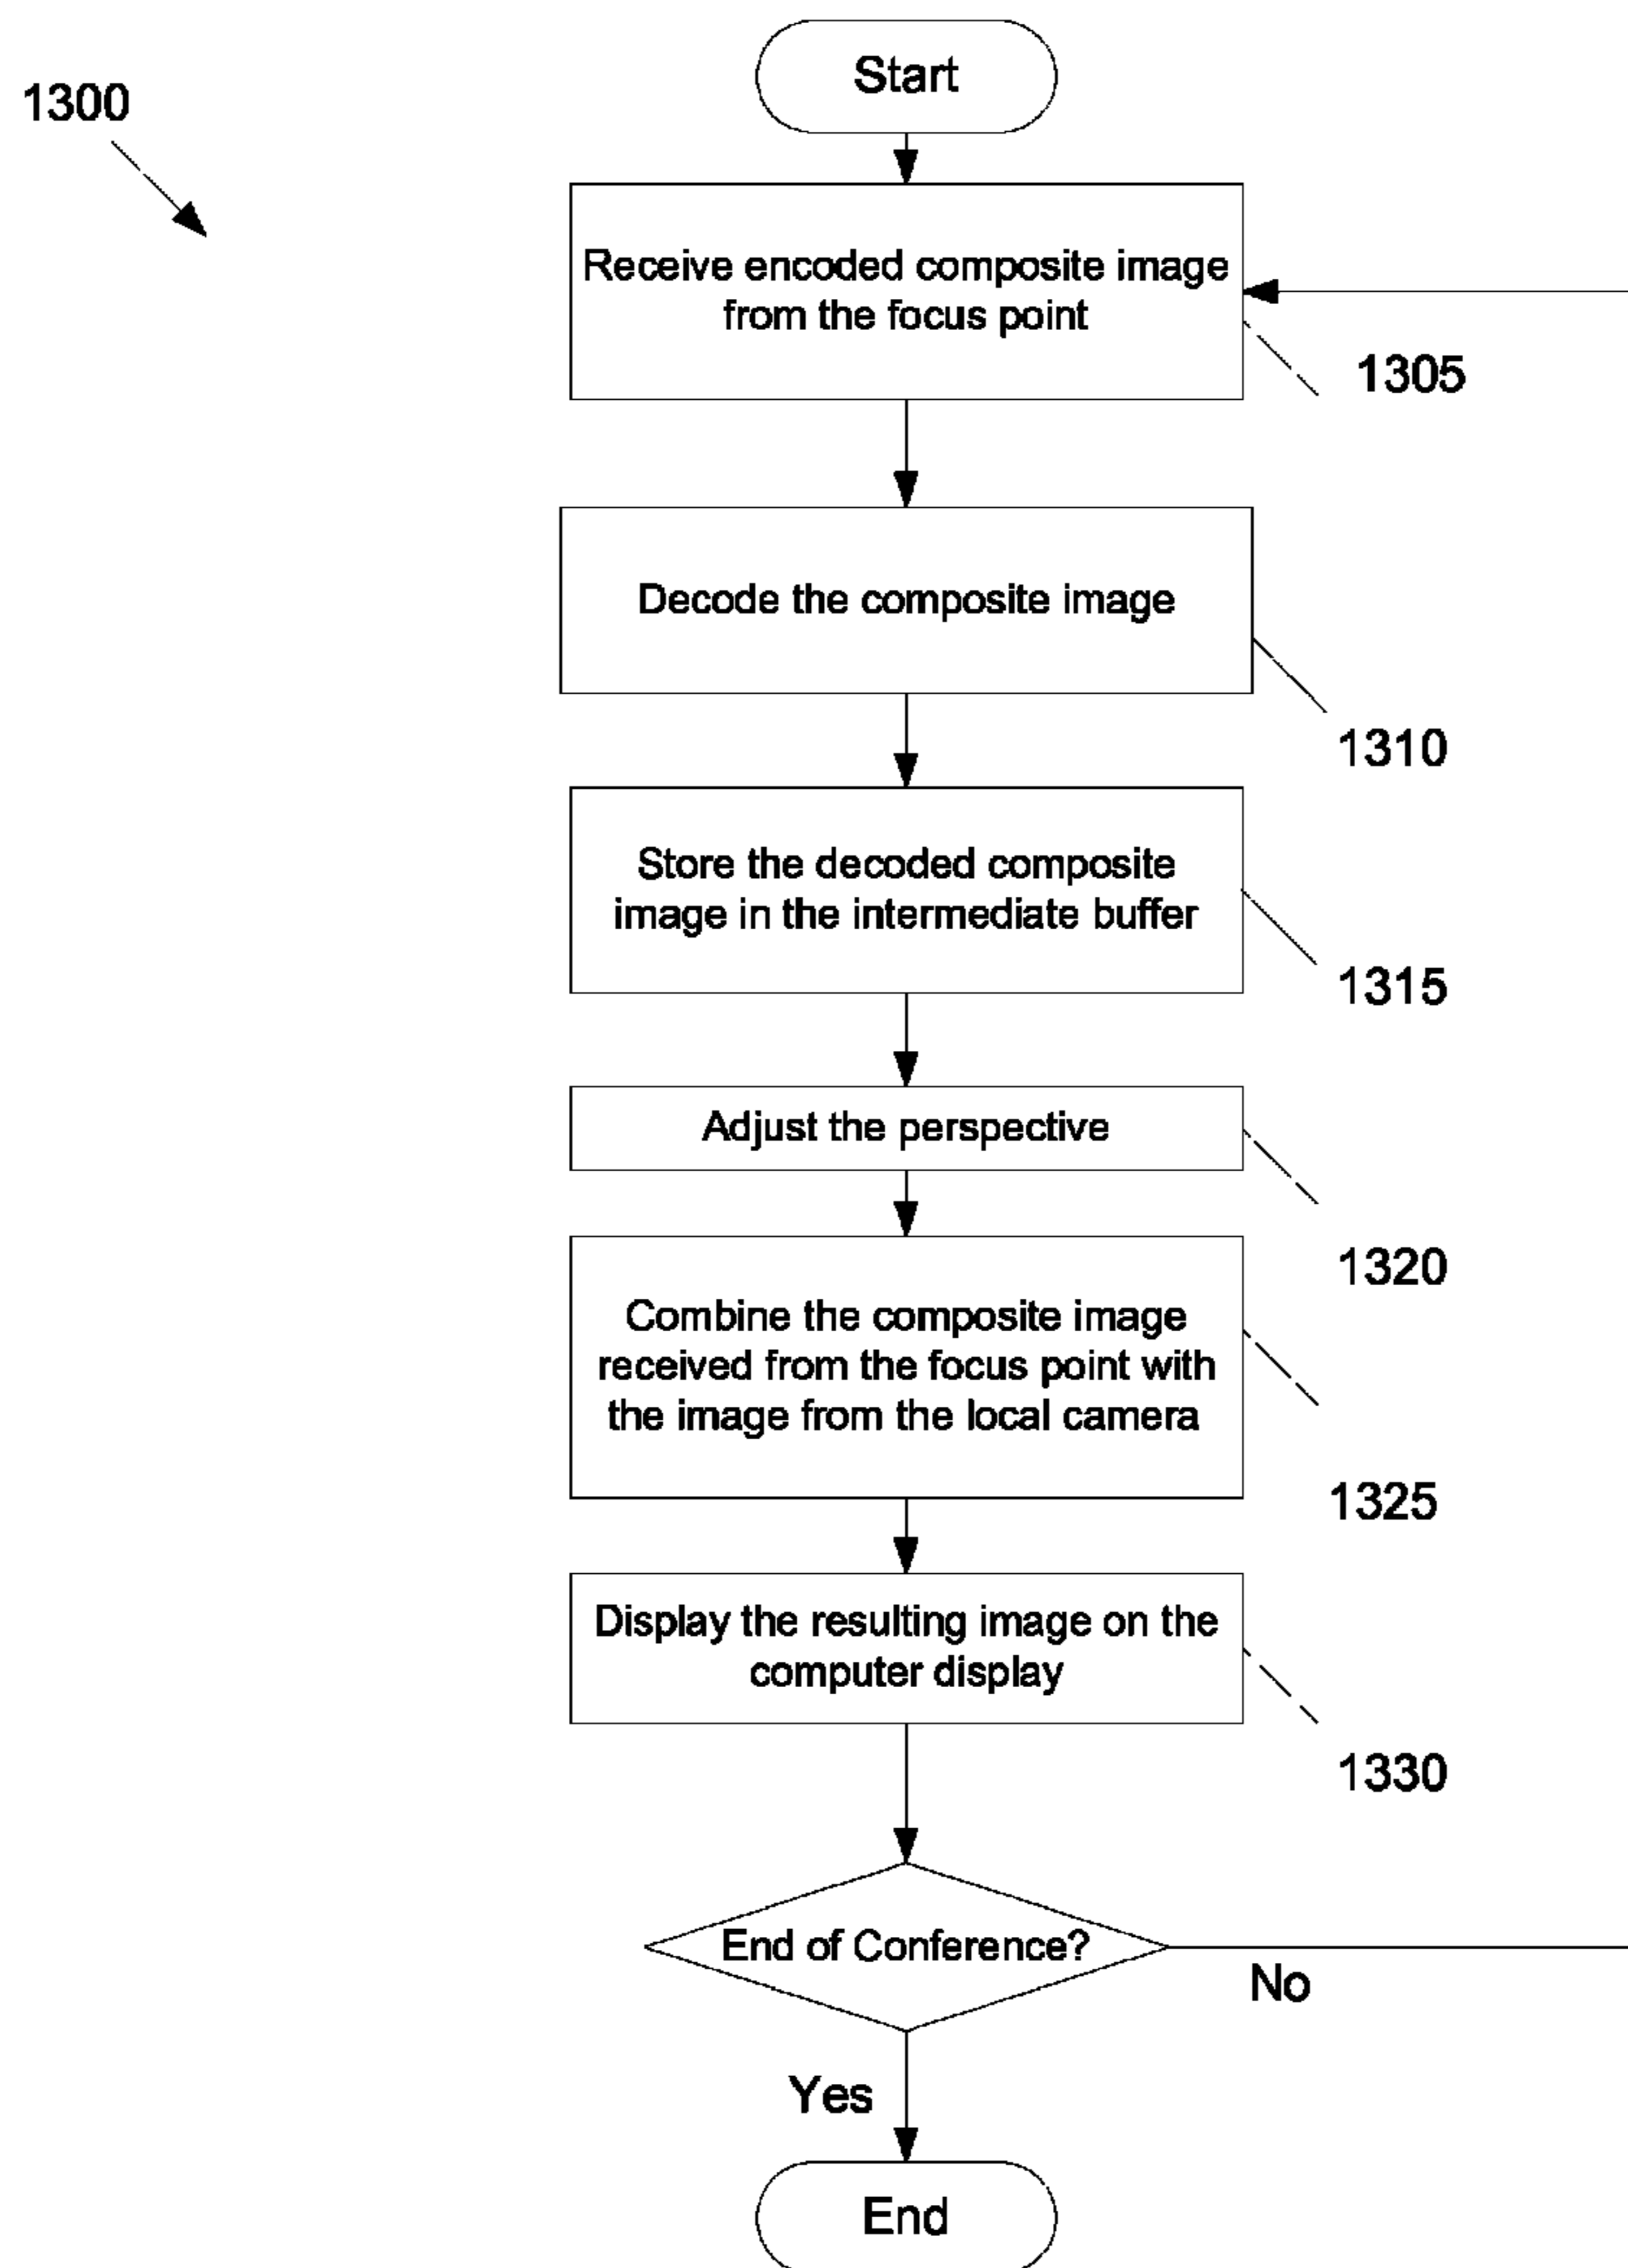 Start
1300
Receive encoded composite image
from the focus point
1305
Decode the composite image
1310
Store the decoded composite
image in the intermediate buffer
1315
Adjust the perspective
1320
Combine the composite image
received from the focus point with
the image from the local camera
1325
Display the resulting image on the
computer display
1330
End of Conference?
No
Yes
End